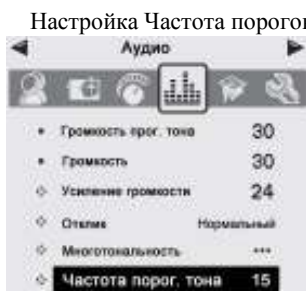 Настройка Частота порогов
Аудио
Громкость прог. тона 30
Громкость 30
Усиление громкости 24
Отклик Нормальный
Многотональность ---
Частота порог. тона 15